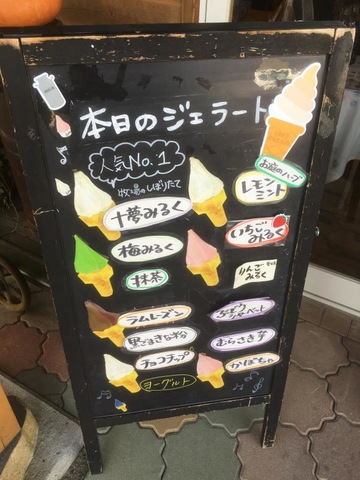 本日のジェラート
人気No.1
牧場のしぼりたて
十夢みるく
梅みるく
抹茶
ラムレーズン
黒ごまきな粉
チョコチップ
ヨーグルト
お庭のハーブ
レモン
ミント
いちご
みるく
りんご
みるく
ぶどう
シャーベット
むらさき芋
かぼちゃ